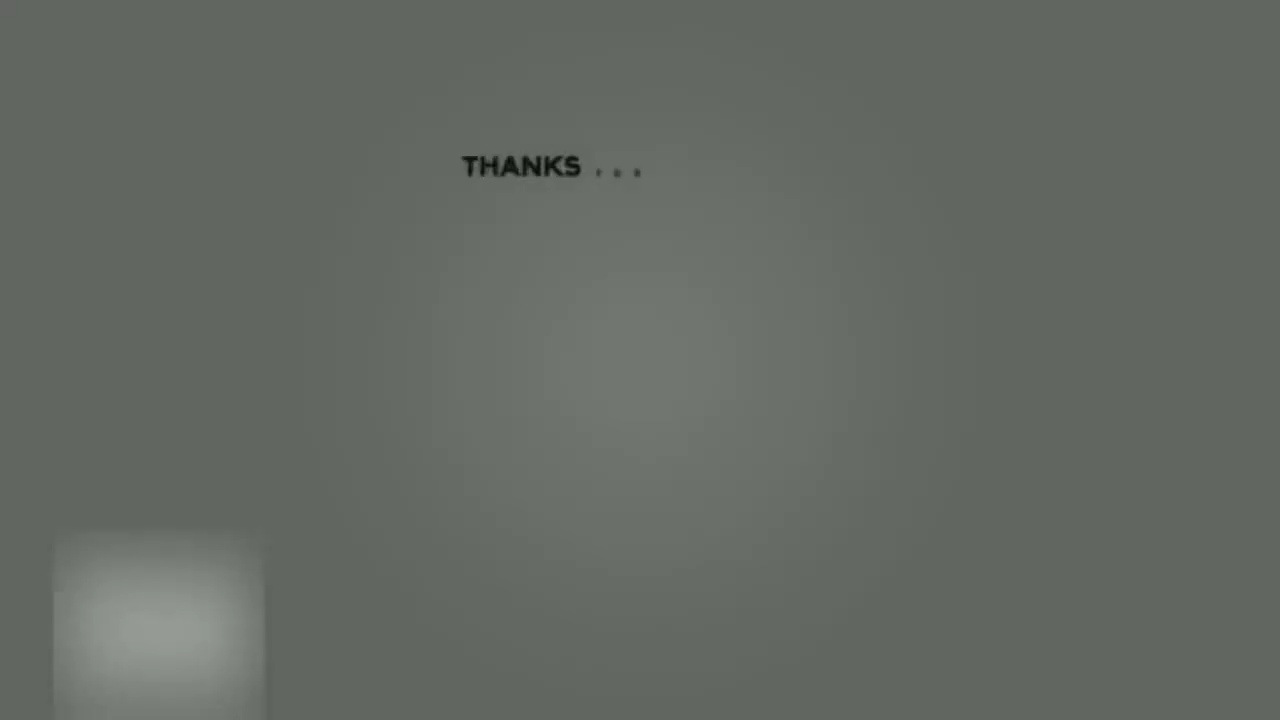 THANKS . . .